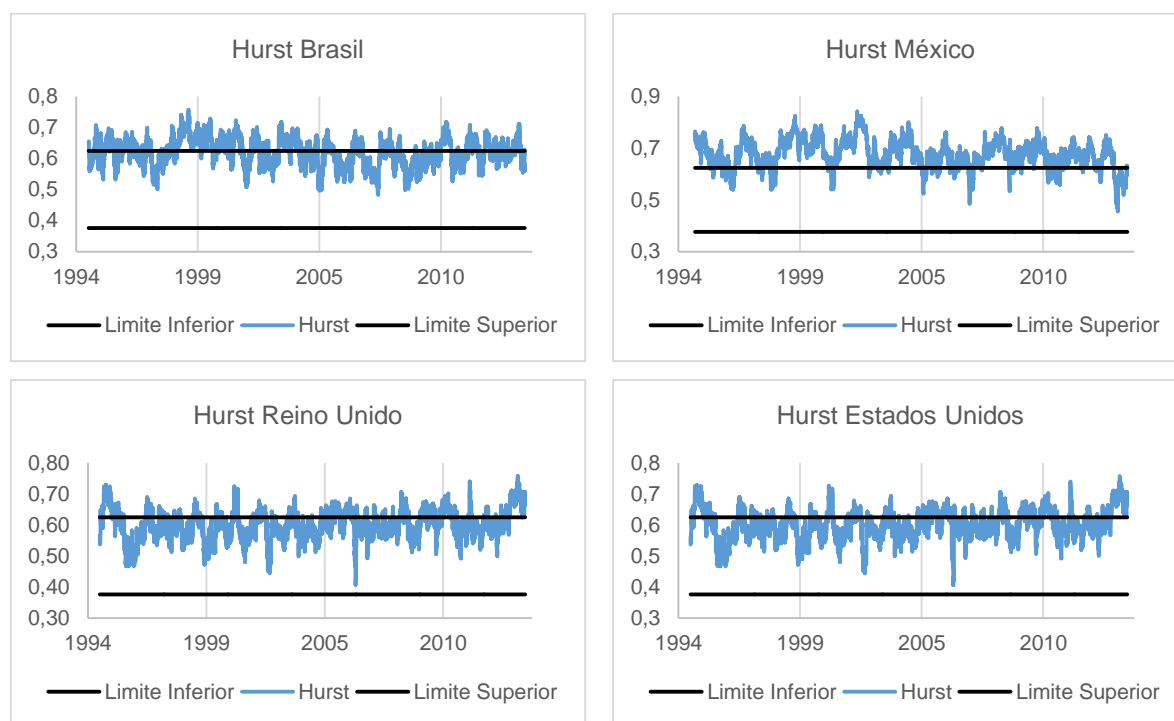 Hurst Brasil
0,8
0,7
0,6
0,5
0,4
0,3
1994 1999 2005 2010
Limite Inferior Hurst Limite Superior
Hurst México
0,9
0,7
0,5
0,3
1994 1999 2005 2010
Limite Inferior Hurst Limite Superior
Hurst Reino Unido
0,80
0,70
0,60
0,50
0,40
0,30
1994 1999 2005 2010
Limite Inferior Hurst Limite Superior
Hurst Estados Unidos
0,8
0,7
0,6
0,5
0,4
0,3
1994 1999 2005 2010
Limite Inferior Hurst Limite Superior